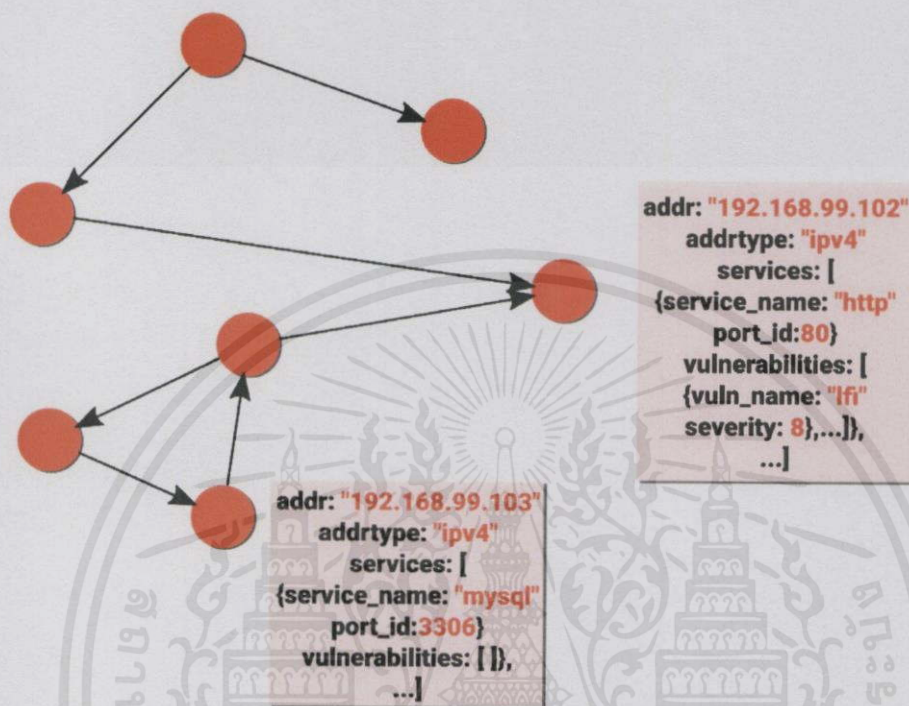 addr: "192.168.99.102"
addrtype: "ipv4"
services: [
{service_name: "http"
port_id:80}
vulnerabilities: [
{vuln_name: "lfi"
severity: 8},...]},
...]
addr: "192.168.99.103"
addrtype: "ipv4"
services: [
{service_name: "mysql"
port_id:3306}
vulnerabilities: [ ]},
...]